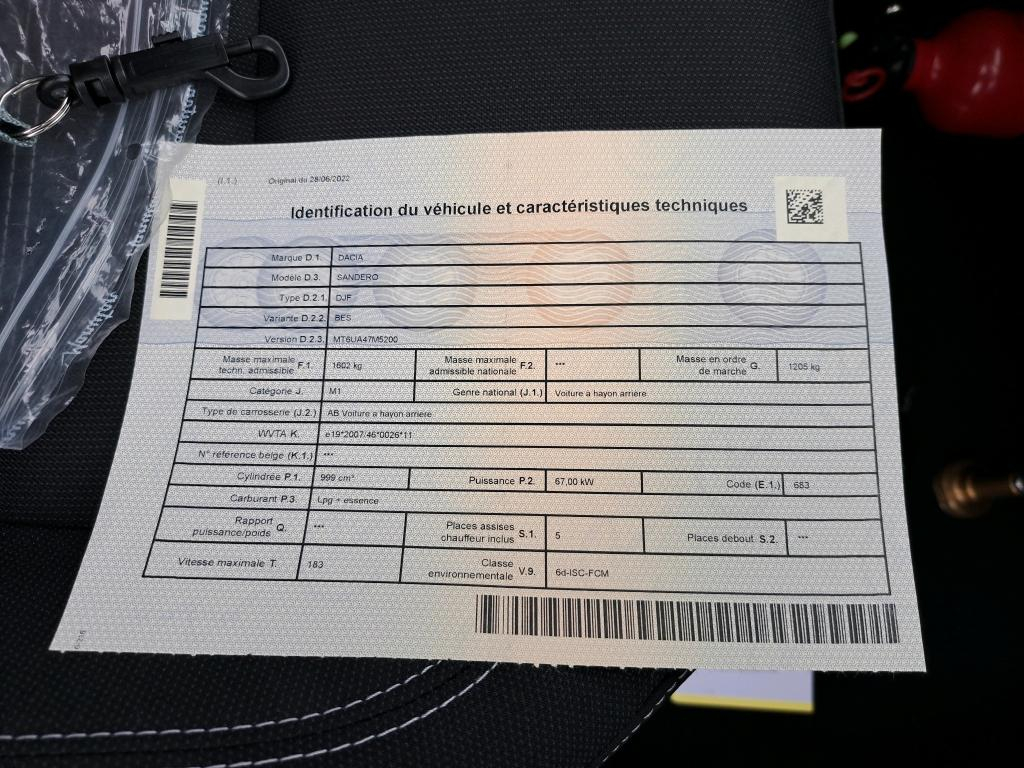 (I.1.) Original du 28/06/2022
Identification du véhicule et caractéristiques techniques
Marque D.1. DACIA
Modèle D.3. SANDERO
Type D.2.1. DJF
Variante D.2.2. BES
Version D.2.3. MT6UA47M5200
Masse maximale techn. admissible F.1. 1602 kg Masse maximale admissible nationale F.2. *** Masse en ordre de marche G. 1205 kg
Catégorie J. M1 Genre national (J.1.) Voiture a hayon arriere
Type de carrosserie (J.2.) AB Voiture a hayon arriere
WVTA K. e19*2007/46*0026*11
N° référence belge (K.1.) ***
Cylindrée P.1. 999 cm³ Puissance P.2. 67,00 kW Code (E.1.) 683
Carburant P.3. Lpg + essence
Rapport puissance/poids Q. *** Places assises chauffeur inclus S.1. 5 Places debout S.2. ***
Vitesse maximale T. 183 Classe environnementale V.9. 6d-ISC-FCM